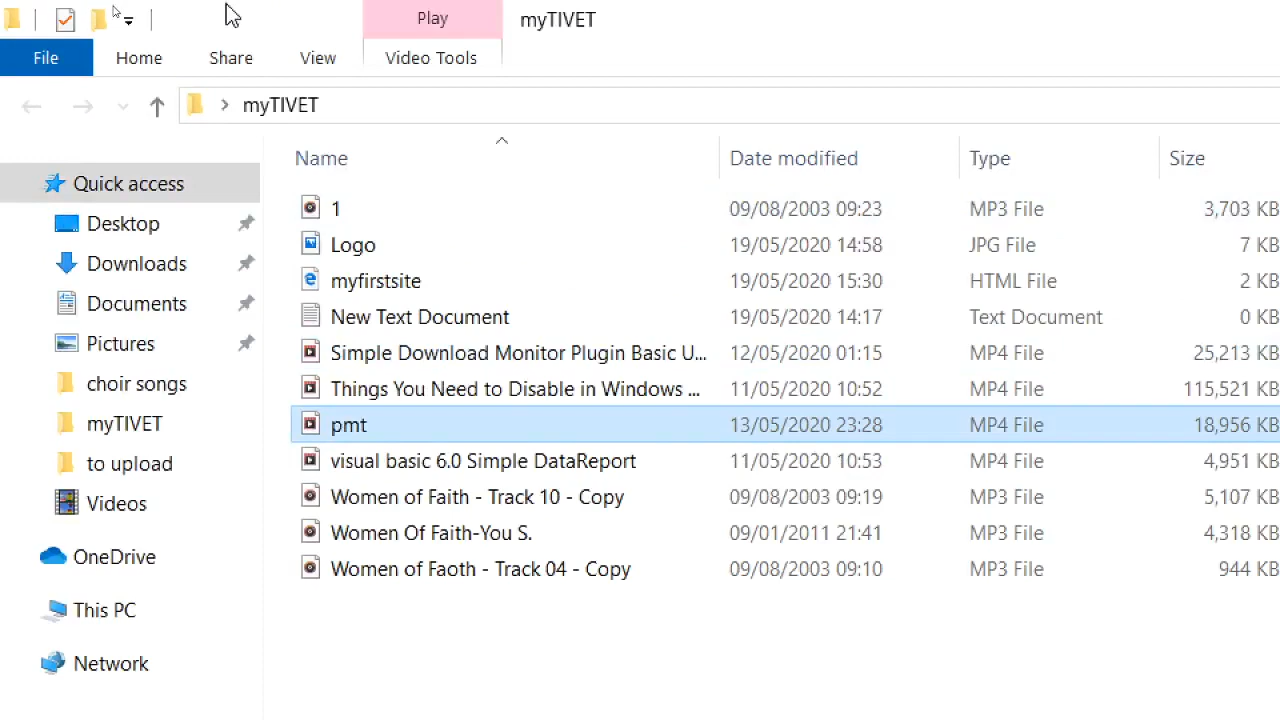 Play myTIVET
File Home Share View Video Tools
myTIVET
Name Date modified Type Size
Quick access
Desktop
Downloads
Documents
Pictures
choir songs
myTIVET
to upload
Videos
OneDrive
This PC
Network
1 09/08/2003 09:23 MP3 File 3,703 KB
Logo 19/05/2020 14:58 JPG File 7 KB
myfirstsite 19/05/2020 15:30 HTML File 2 KB
New Text Document 19/05/2020 14:17 Text Document 0 KB
Simple Download Monitor Plugin Basic U... 12/05/2020 01:15 MP4 File 25,213 KB
Things You Need to Disable in Windows ... 11/05/2020 10:52 MP4 File 115,521 KB
pmt 13/05/2020 23:28 MP4 File 18,956 KB
visual basic 6.0 Simple DataReport 11/05/2020 10:53 MP4 File 4,951 KB
Women of Faith - Track 10 - Copy 09/08/2003 09:19 MP3 File 5,107 KB
Women Of Faith-You S. 09/01/2011 21:41 MP3 File 4,318 KB
Women of Faoth - Track 04 - Copy 09/08/2003 09:10 MP3 File 944 KB